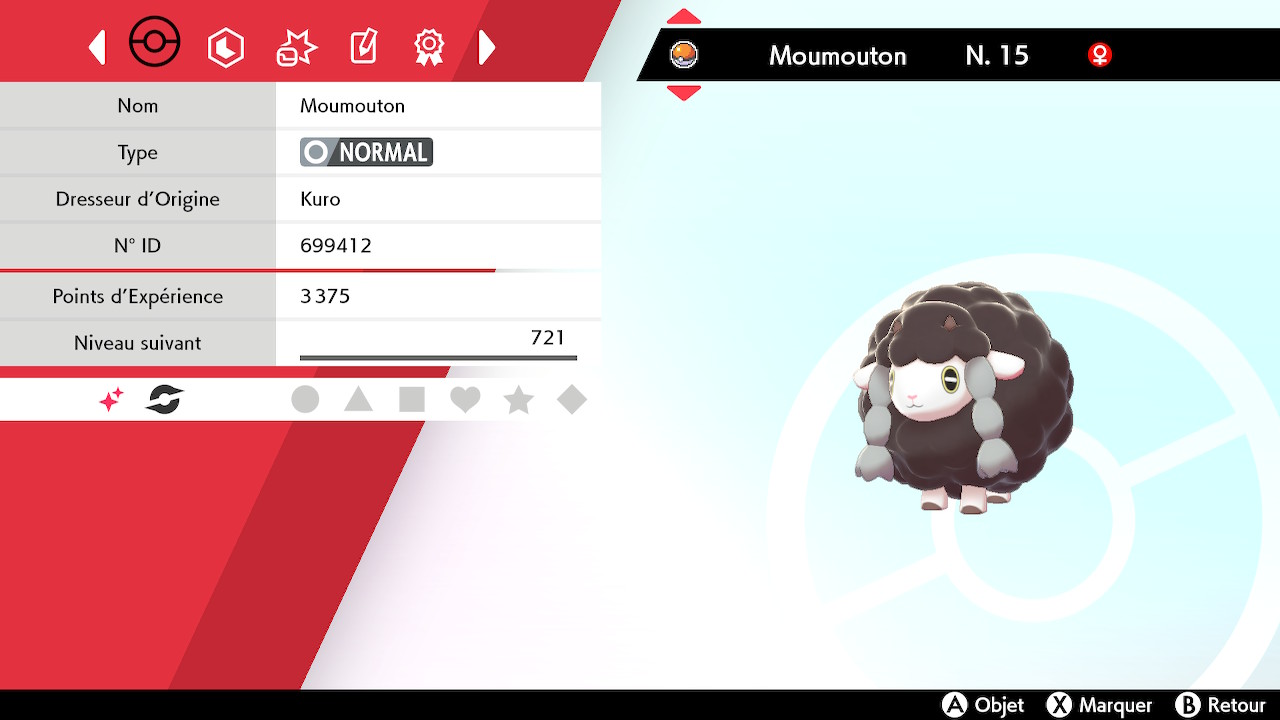 Moumouton N. 15
Nom Moumouton
Type NORMAL
Dresseur d'Origine Kuro
N° ID 699412
Points d'Expérience 3 375
Niveau suivant 721
A Objet X Marquer B Retour